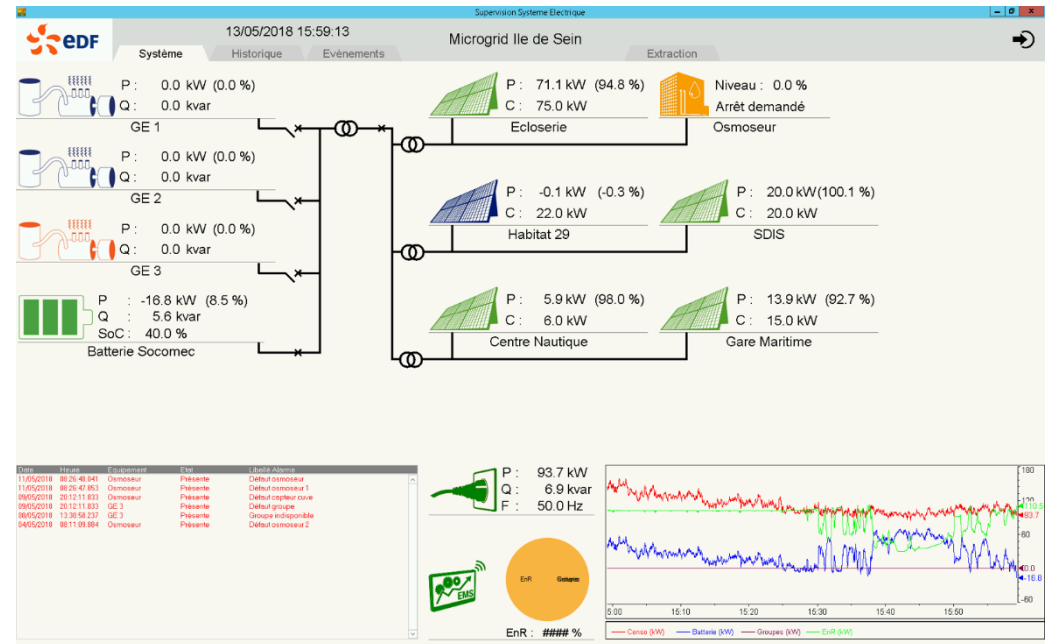 Supervision Systeme Electrique
edf
13/05/2018 15:59:13
Microgrid Ile de Sein
Système
Historique
Evénements
Extraction
P : 0.0 kW (0.0 %)
Q : 0.0 kvar
GE 1
P : 0.0 kW (0.0 %)
Q : 0.0 kvar
GE 2
P : 0.0 kW (0.0 %)
Q : 0.0 kvar
GE 3
P : -16.8 kW (8.5 %)
Q : 5.6 kvar
SoC : 40.0 %
Batterie Socomec
P : 71.1 kW (94.8 %)
C : 75.0 kW
Ecloserie
Niveau : 0.0 %
Arrêt demandé
Osmoseur
P : -0.1 kW (-0.3 %)
C : 22.0 kW
Habitat 29
P : 20.0 kW(100.1 %)
C : 20.0 kW
SDIS
P : 5.9 kW (98.0 %)
C : 6.0 kW
Centre Nautique
P : 13.9 kW (92.7 %)
C : 15.0 kW
Gare Maritime
Date Heure Equipement Etat Libellé Alarme
11/05/2018 08:26:48.041 Osmoseur Présente Défaut osmoseur
11/05/2018 08:26:47.853 Osmoseur Présente Défaut osmoseur 1
09/05/2018 20:12:11.833 Osmoseur Présente Défaut capteur cuve
09/05/2018 20:12:11.833 GE 3 Présente Défaut groupe
08/05/2018 13:38:58.237 GE 3 Présente Groupe indisponible
04/05/2018 08:11:09.884 Osmoseur Présente Défaut osmoseur 2
P : 93.7 kW
Q : 6.9 kvar
F : 50.0 Hz
EMS
EnR
EnR : #### %
180
120
110.5
93.7
60
0.0
-16.8
-60
5:00 15:10 15:20 15:30 15:40 15:50
Conso (kW) Batterie (kW) Groupes (kW) EnR (kW)